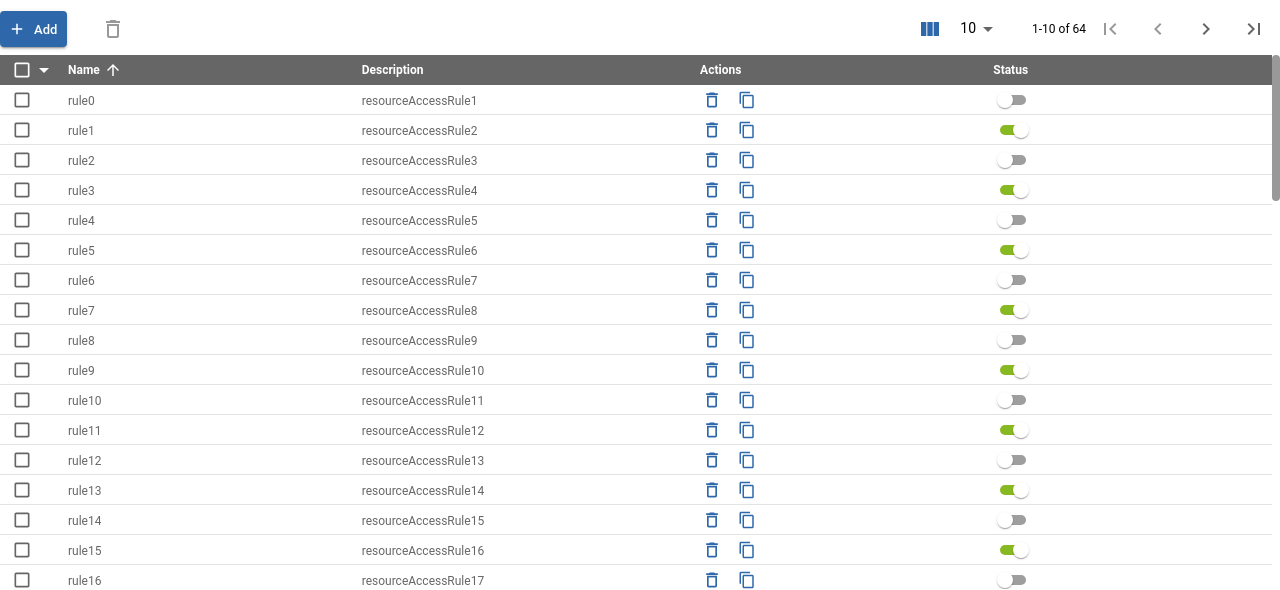 Add
10
1-10 of 64
Name Description Actions Status
rule0 resourceAccessRule1
rule1 resourceAccessRule2
rule2 resourceAccessRule3
rule3 resourceAccessRule4
rule4 resourceAccessRule5
rule5 resourceAccessRule6
rule6 resourceAccessRule7
rule7 resourceAccessRule8
rule8 resourceAccessRule9
rule9 resourceAccessRule10
rule10 resourceAccessRule11
rule11 resourceAccessRule12
rule12 resourceAccessRule13
rule13 resourceAccessRule14
rule14 resourceAccessRule15
rule15 resourceAccessRule16
rule16 resourceAccessRule17